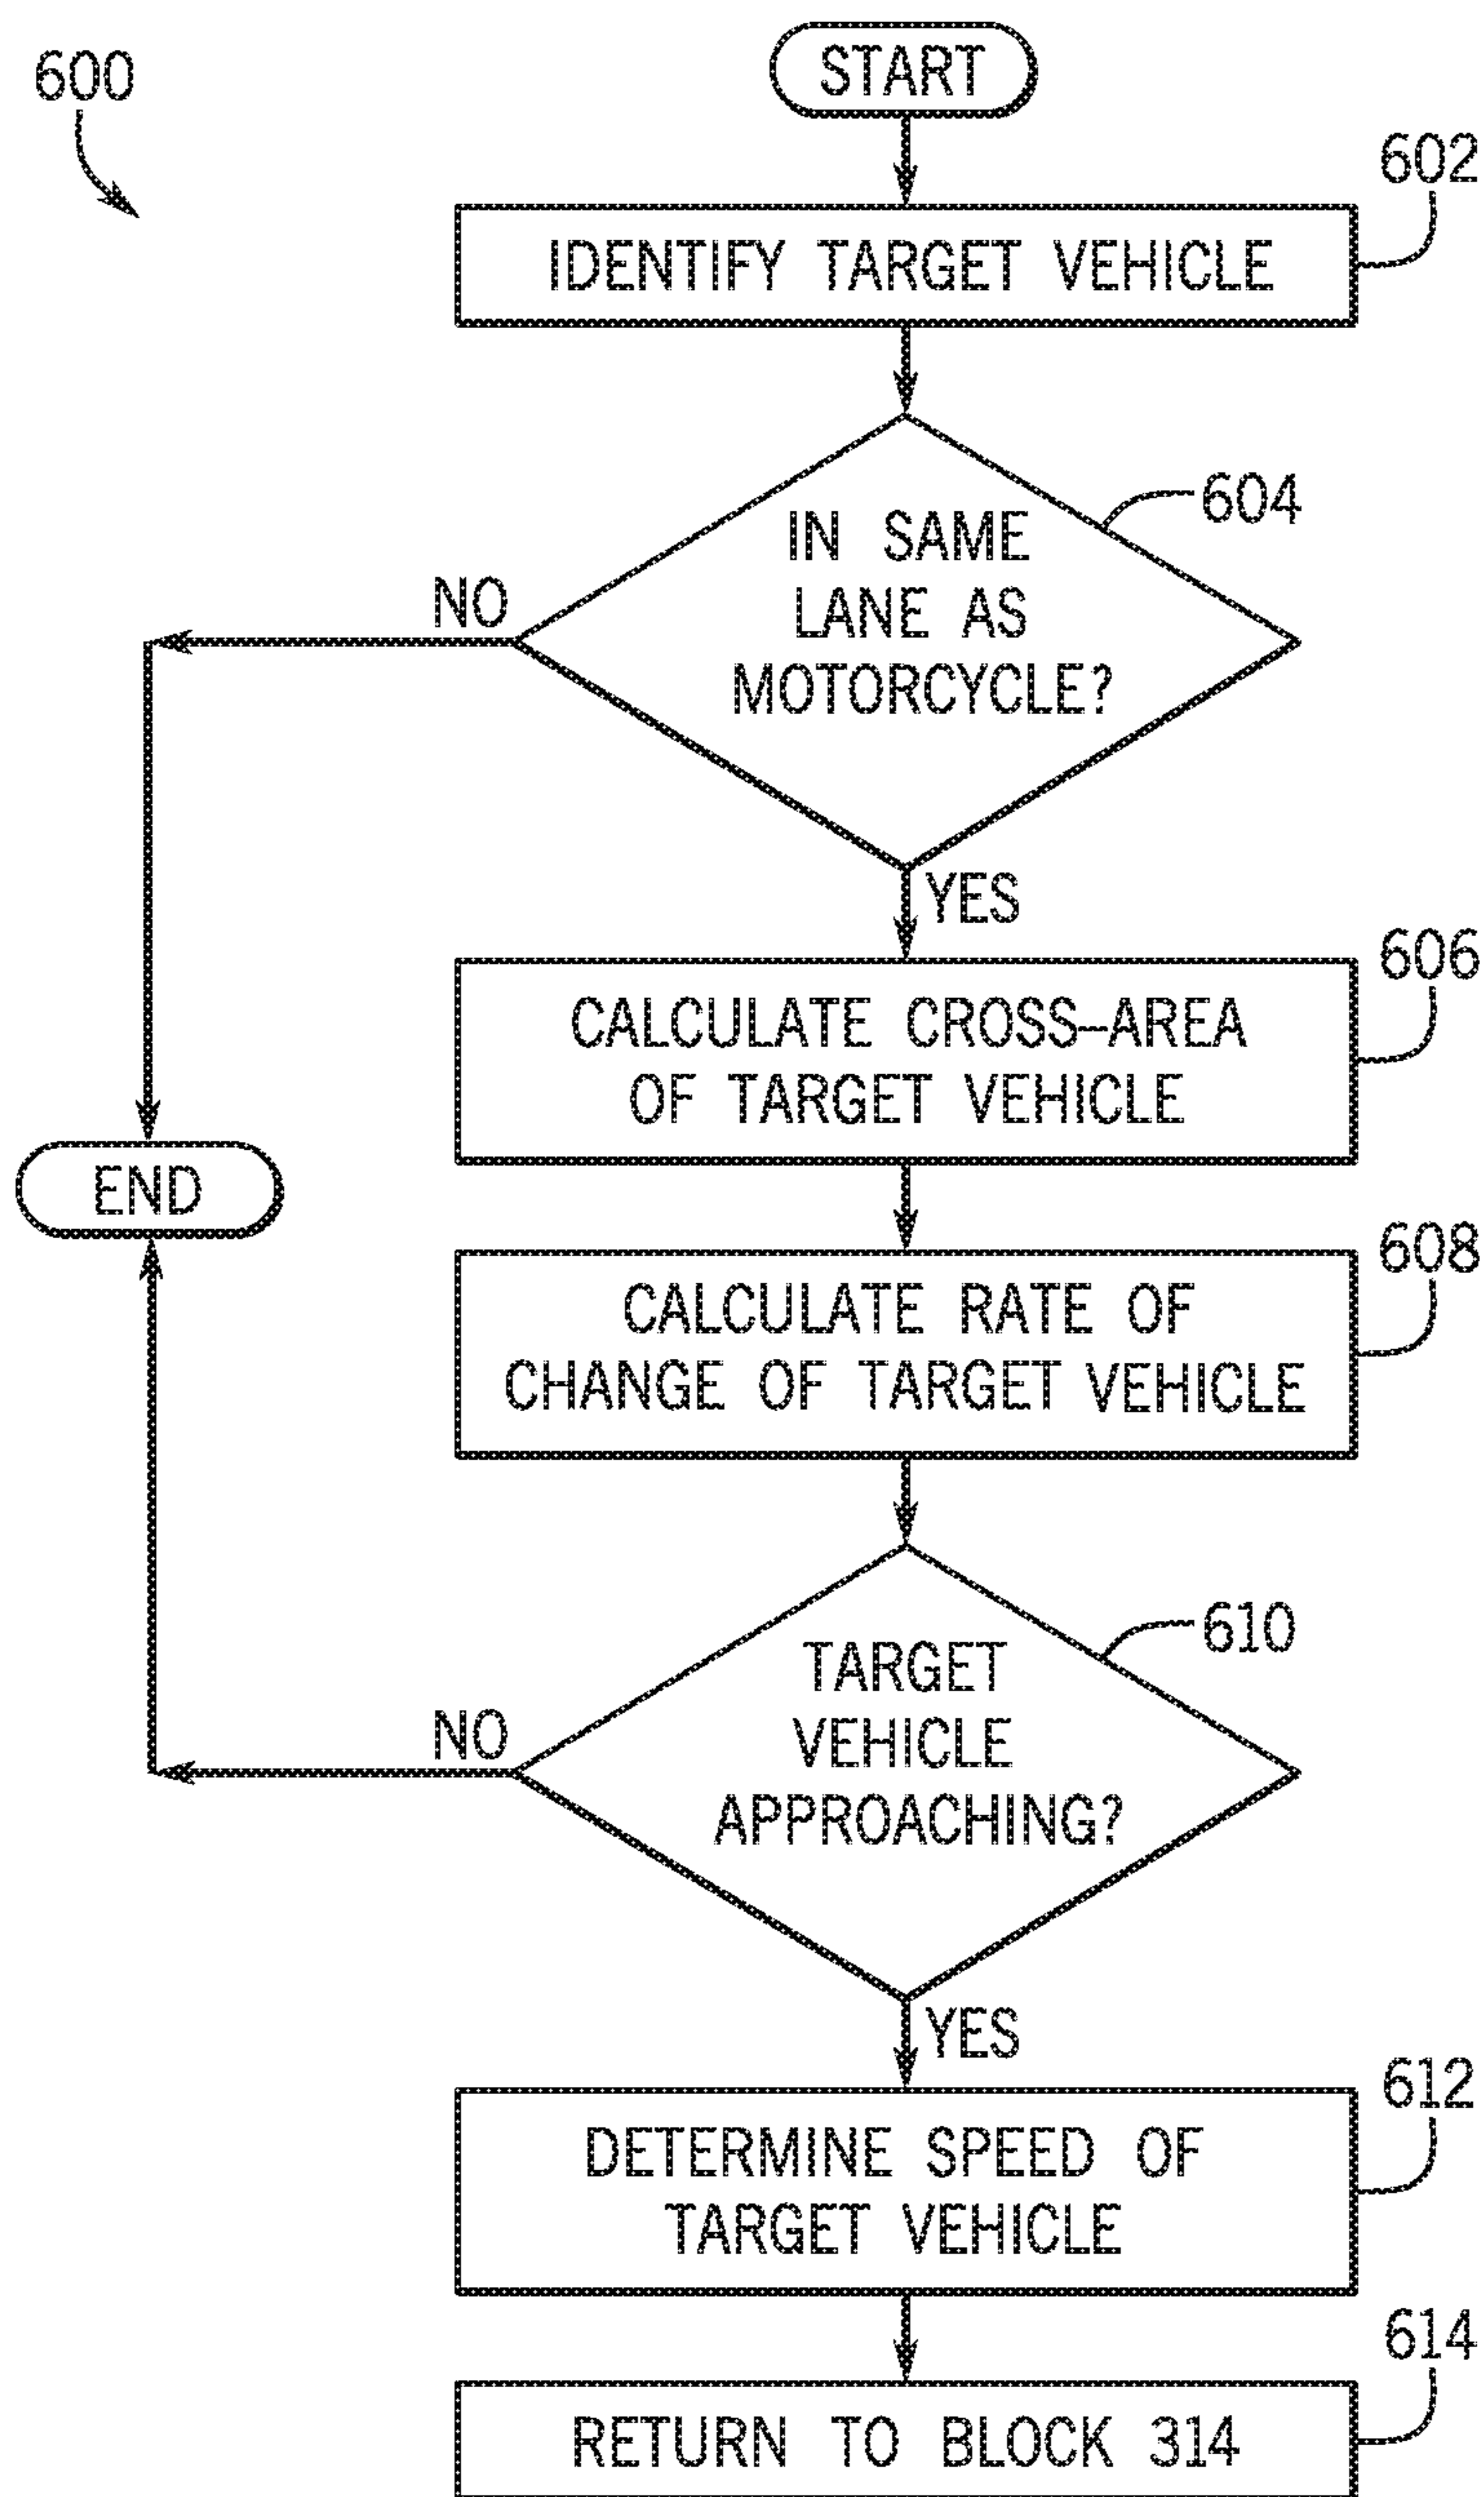 600
START
602
IDENTIFY TARGET VEHICLE
604
IN SAME
LANE AS
MOTORCYCLE?
NO
YES
606
CALCULATE CROSS-AREA
OF TARGET VEHICLE
END
608
CALCULATE RATE OF
CHANGE OF TARGET VEHICLE
610
TARGET
VEHICLE
APPROACHING?
NO
YES
612
DETERMINE SPEED OF
TARGET VEHICLE
614
RETURN TO BLOCK 314